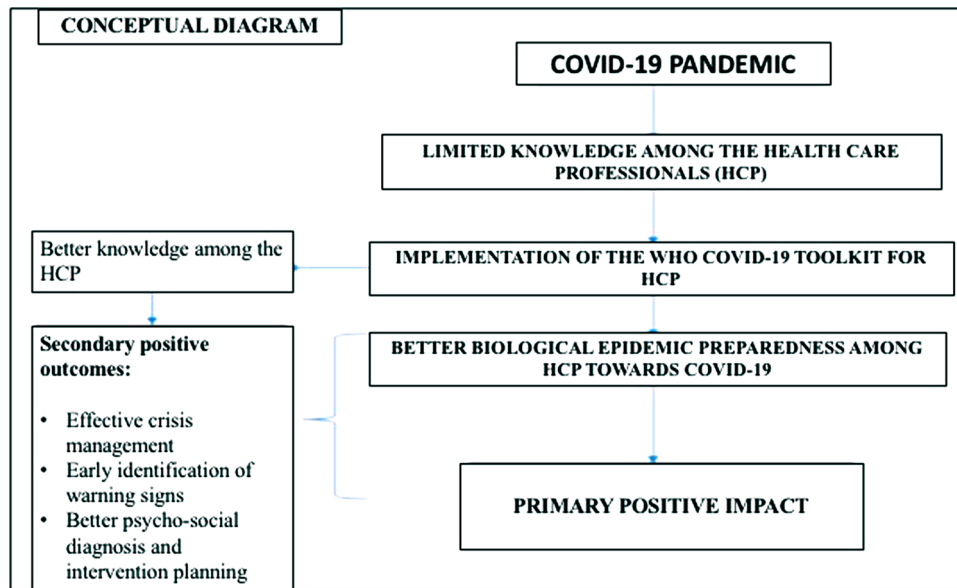 CONCEPTUAL DIAGRAM
COVID-19 PANDEMIC
LIMITED KNOWLEDGE AMONG THE HEALTH CARE
PROFESSIONALS (HCP)
IMPLEMENTATION OF THE WHO COVID-19 TOOLKIT FOR
HCP
Better knowledge among the
HCP
BETTER BIOLOGICAL EPIDEMIC PREPAREDNESS AMONG
HCP TOWARDS COVID-19
Secondary positive
outcomes:
• Effective crisis
management
• Early identification of
warning signs
• Better psycho-social
diagnosis and
intervention planning
PRIMARY POSITIVE IMPACT